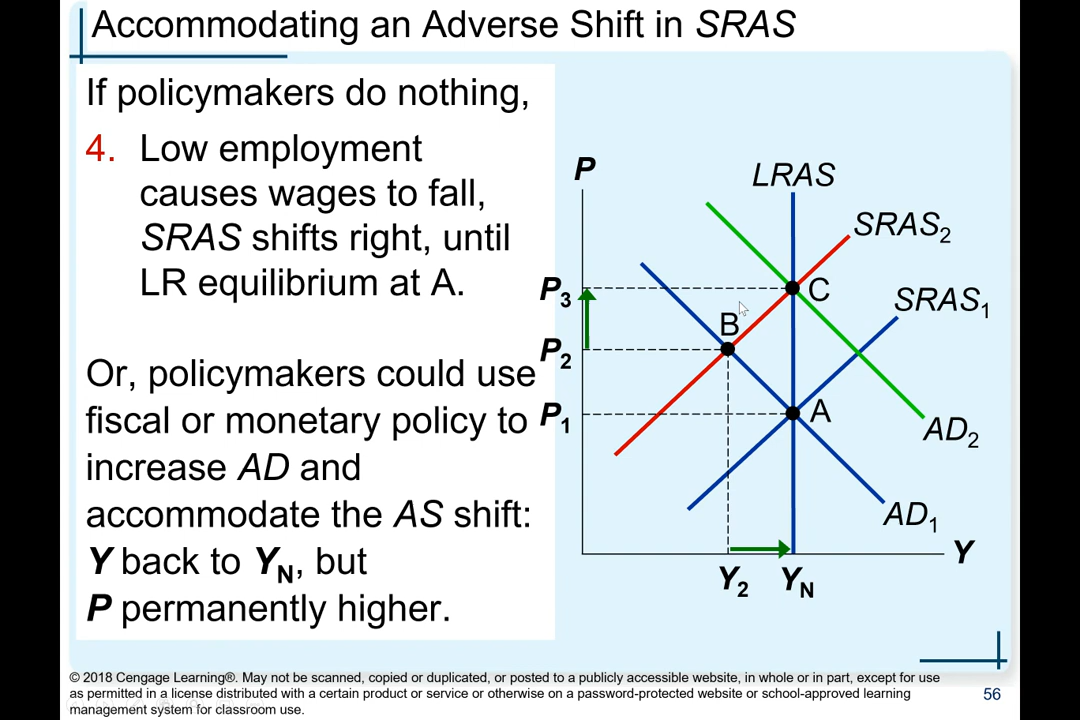 Accommodating an Adverse Shift in SRAS
If policymakers do nothing,
4. Low employment
causes wages to fall,
SRAS shifts right, until
LR equilibrium at A.
Or, policymakers could use
fiscal or monetary policy to
increase AD and
accommodate the AS shift:
Y back to YN, but
P permanently higher.
P
LRAS
SRAS2
P3
C
SRAS1
B
P2
P1
A
AD2
AD1
Y
Y2
YN
© 2018 Cengage Learning®. May not be scanned, copied or duplicated, or posted to a publicly accessible website, in whole or in part, except for use
as permitted in a license distributed with a certain product or service or otherwise on a password-protected website or school-approved learning
management system for classroom use.
56